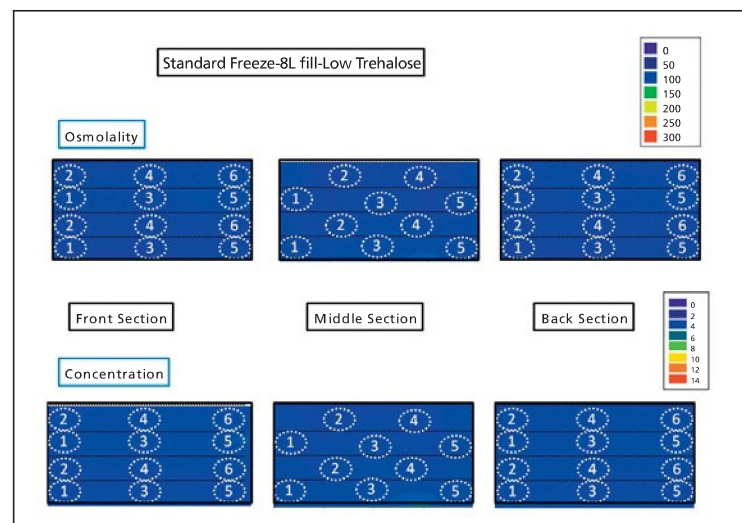 Standard Freeze-8L fill-Low Trehalose
0
50
100
150
200
250
300
Osmolality
2 4 6
1 3 5
2 4 6
1 3 5
2 4
1 3 5
2 4
1 3 5
2 4 6
1 3 5
2 4 6
1 3 5
Front Section
Middle Section
Back Section
0
2
4
6
8
10
12
14
Concentration
2 4 6
1 3 5
2 4 6
1 3 5
2 4
1 3 5
2 4
1 3 5
2 4 6
1 3 5
2 4 6
1 3 5